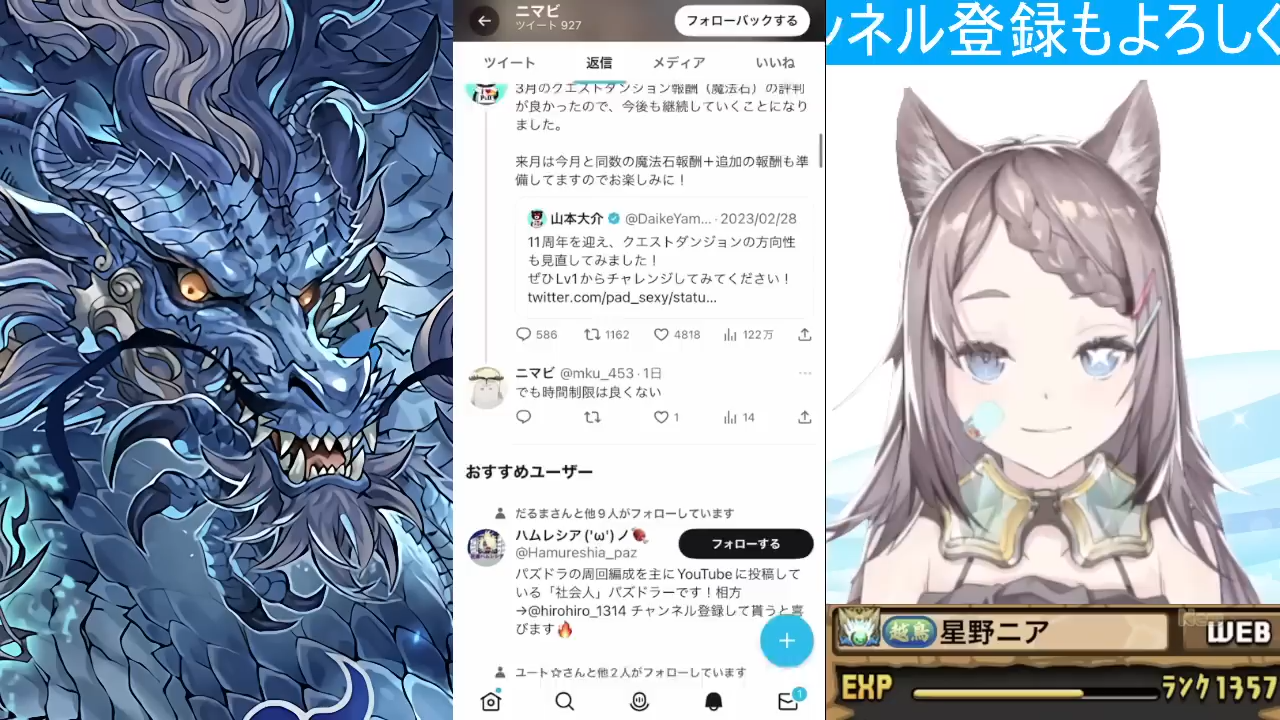 ニマビ
ツイート 927
フォローバックする
ツイート
返信
メディア
いいね
3月のクエストダンジョン報酬（魔法石）の評判
が良かったので、今後も継続していくことになり
ました。
来月は今月と同数の魔法石報酬＋追加の報酬も準
備してますのでお楽しみに！
山本大介 @DaikeYam... · 2023/02/28
11周年を迎え、クエストダンジョンの方向性
も見直してみました！
ぜひLv1からチャレンジしてみてください！
twitter.com/pad_sexy/statu...
586 1162 4818 122万
ニマビ @mku_453 · 1日
でも時間制限は良くない
1 14
おすすめユーザー
だるまさんと他９人がフォローしています
ハムレシア('ω')ノ🍖
@Hamureshia_paz
フォローする
パズドラの周回編成を主にYouTubeに投稿して
いる「社会人」パズドラーです！相方
→@hirohiro_1314 チャンネル登録して貰うと喜
びます🔥
ユート☆さんと他２人がフォローしています
1
ンネル登録もよろしく
越鳥 星野ニア
WEB
EXP
ランク1357